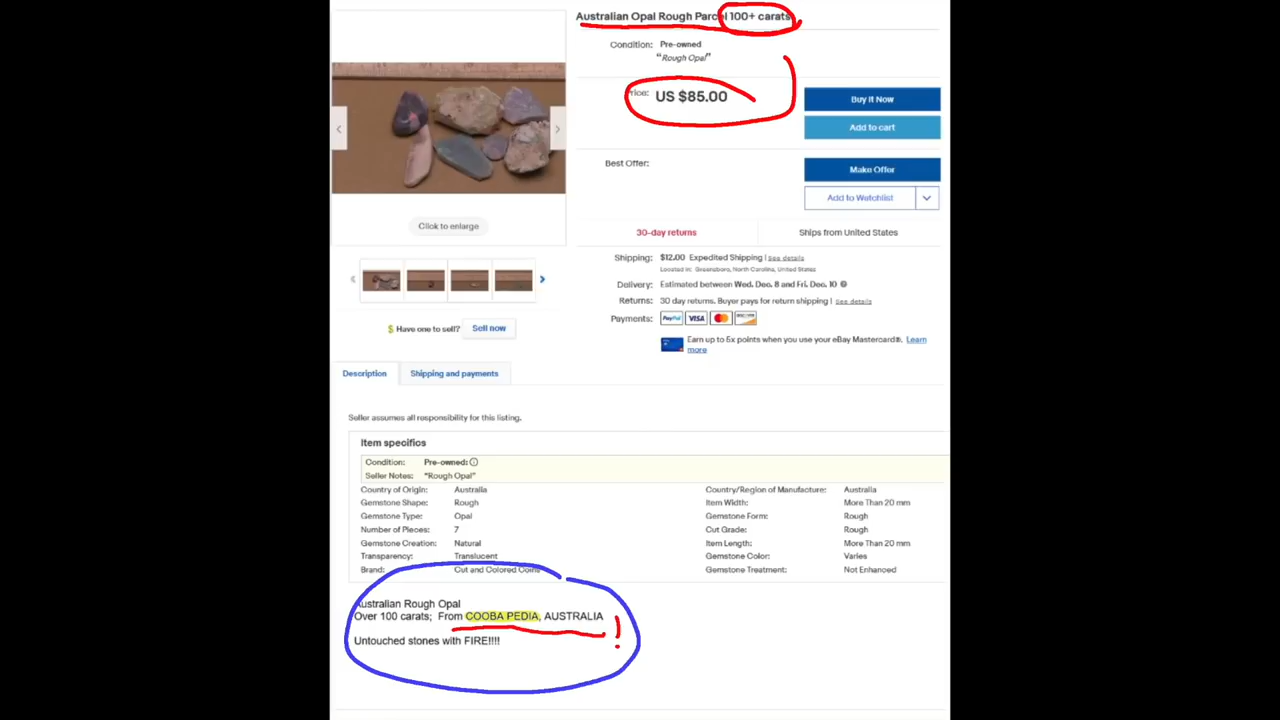 Australian Opal Rough Parcel 100+ carats
Condition: Pre-owned
"Rough Opal"
Price: US $85.00
Buy It Now
Add to cart
Best Offer:
Make Offer
Add to Watchlist
Click to enlarge
30-day returns
Ships from United States
Shipping: $12.00 Expedited Shipping | See details
Located in: Greensboro, North Carolina, United States
Delivery: Estimated between Wed. Dec. 8 and Fri. Dec. 10
Returns: 30 day returns. Buyer pays for return shipping | See details
Payments: PayPal VISA
$ Have one to sell? Sell now
Earn up to 5x points when you use your eBay Mastercard®. Learn
more
Description
Shipping and payments
Seller assumes all responsibility for this listing.
Item specifics
Condition: Pre-owned:
Seller Notes: "Rough Opal"
Country of Origin: Australia Country/Region of Manufacture: Australia
Gemstone Shape: Rough Item Width: More Than 20 mm
Gemstone Type: Opal Gemstone Form: Rough
Number of Pieces: 7 Cut Grade: Rough
Gemstone Creation: Natural Item Length: More Than 20 mm
Transparency: Translucent Gemstone Color: Varies
Brand: Cut and Colored Coins Gemstone Treatment: Not Enhanced
Australian Rough Opal
Over 100 carats; From COOBA PEDIA, AUSTRALIA
!
Untouched stones with FIRE!!!!